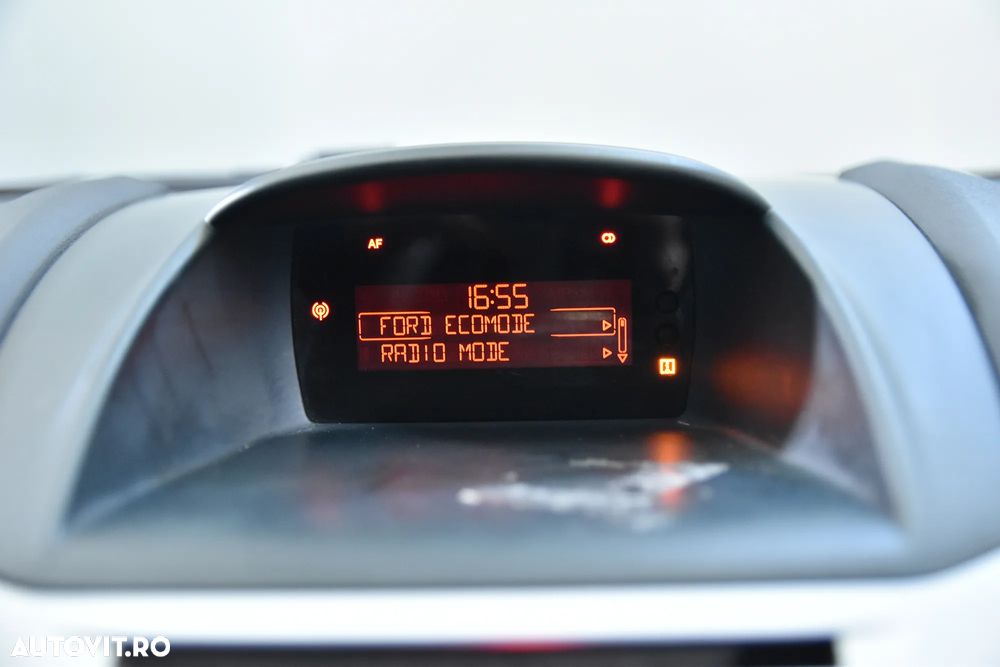 AF
16:55
FORD ECOMODE
RADIO MODE
AUTOVIT.RO